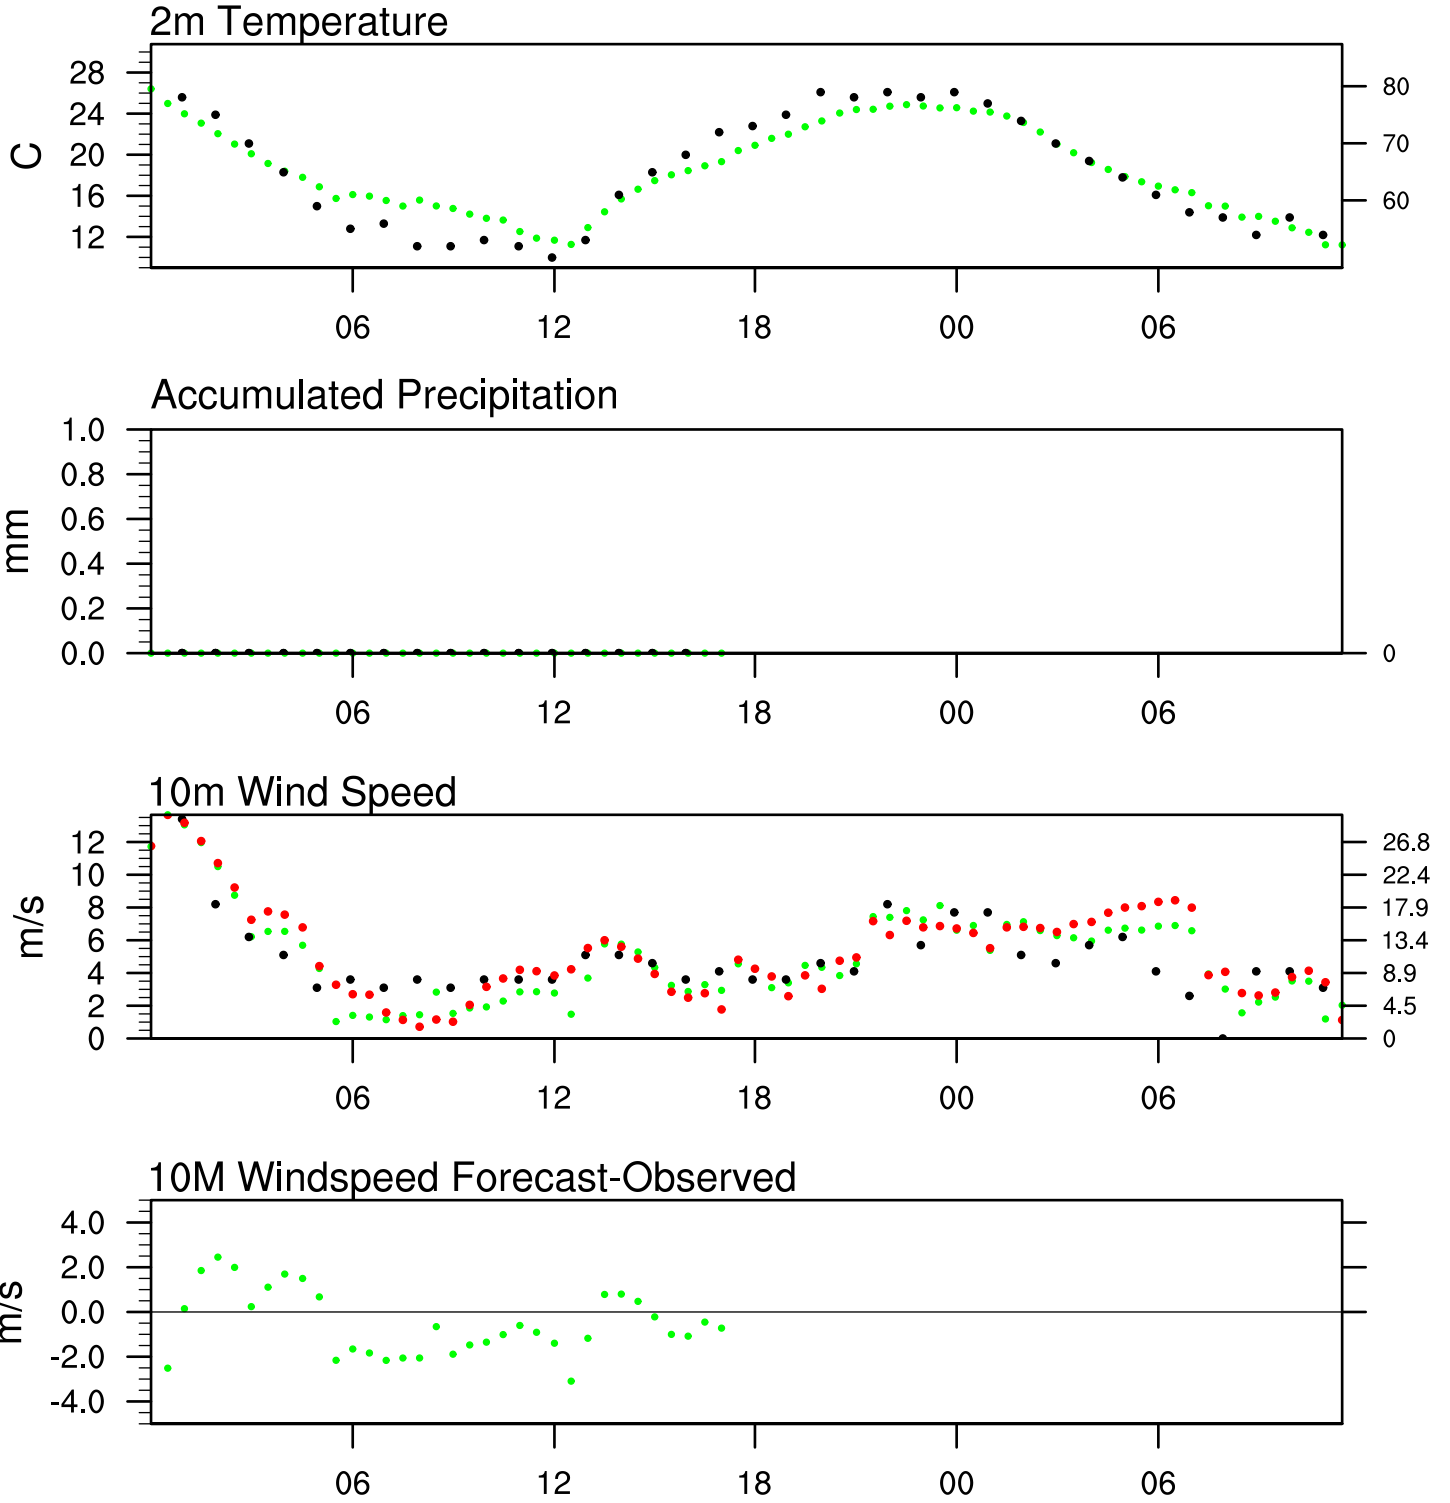 2m Temperature
28
24
20
16
12
C
80
70
60
06 12 18 00 06
Accumulated Precipitation
1.0
0.8
0.6
0.4
0.2
0.0
mm
0
06 12 18 00 06
10m Wind Speed
12
10
8
6
4
2
0
m/s
26.8
22.4
17.9
13.4
8.9
4.5
0
06 12 18 00 06
10M Windspeed Forecast-Observed
4.0
2.0
0.0
-2.0
-4.0
m/s
06 12 18 00 06